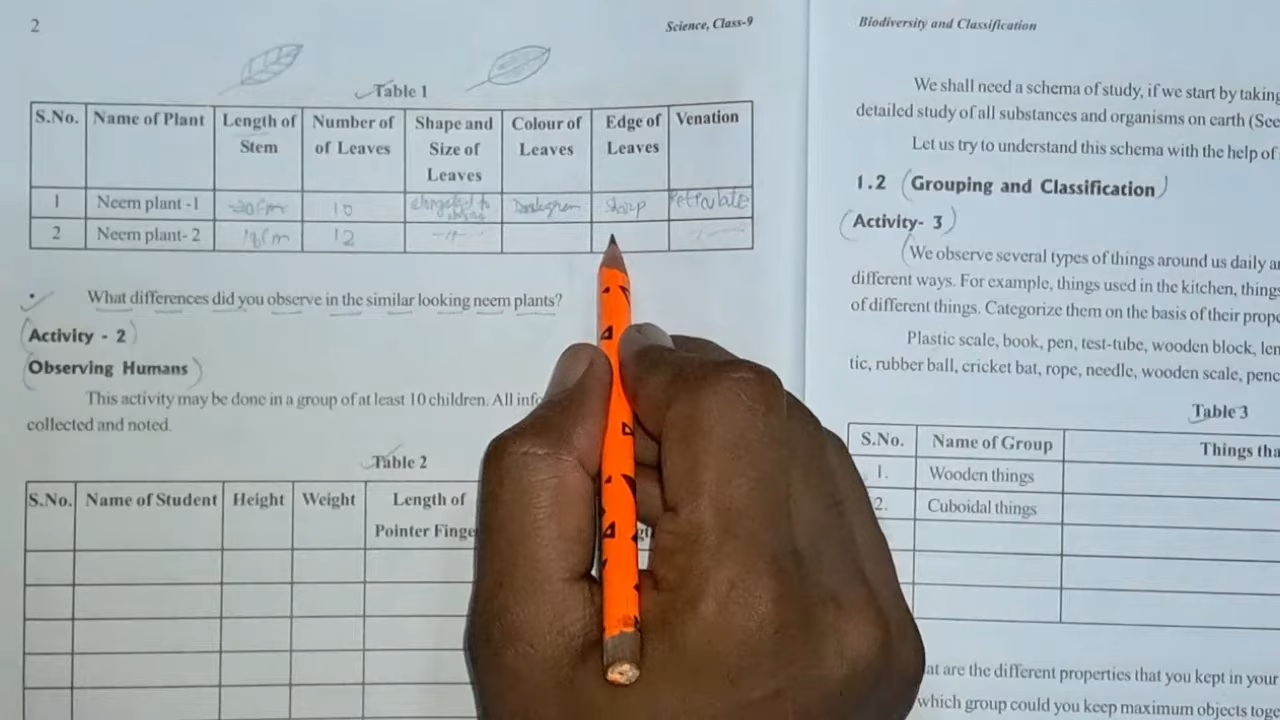 2
Science, Class-9
Table 1
S.No. Name of Plant Length of Stem Number of Leaves Shape and Size of Leaves Colour of Leaves Edge of Leaves Venation
1 Neem plant -1 20cm 10 elongated to Darkgreen Sharp reticulate
2 Neem plant- 2 18cm 12
What differences did you observe in the similar looking neem plants?
Activity - 2
Observing Humans
This activity may be done in a group of at least 10 children. All
collected and noted.
Table 2
S.No. Name of Student Height Weight Length of
Pointer Finge
Biodiversity and Classification
We shall need a schema of study, if we start by taking
detailed study of all substances and organisms on earth (See
Let us try to understand this schema with the help of
1.2 Grouping and Classification
Activity- 3
We observe several types of things around us daily a
different ways. For example, things used in the kitchen, things
of different things. Categorize them on the basis of their prope
Plastic scale, book, pen, test-tube, wooden block, len
tic, rubber ball, cricket bat, rope, needle, wooden scale, penc
Table 3
S.No. Name of Group Things tha
1. Wooden things
2. Cuboidal things
at are the different properties that you kept in your
which group could you keep maximum objects toge